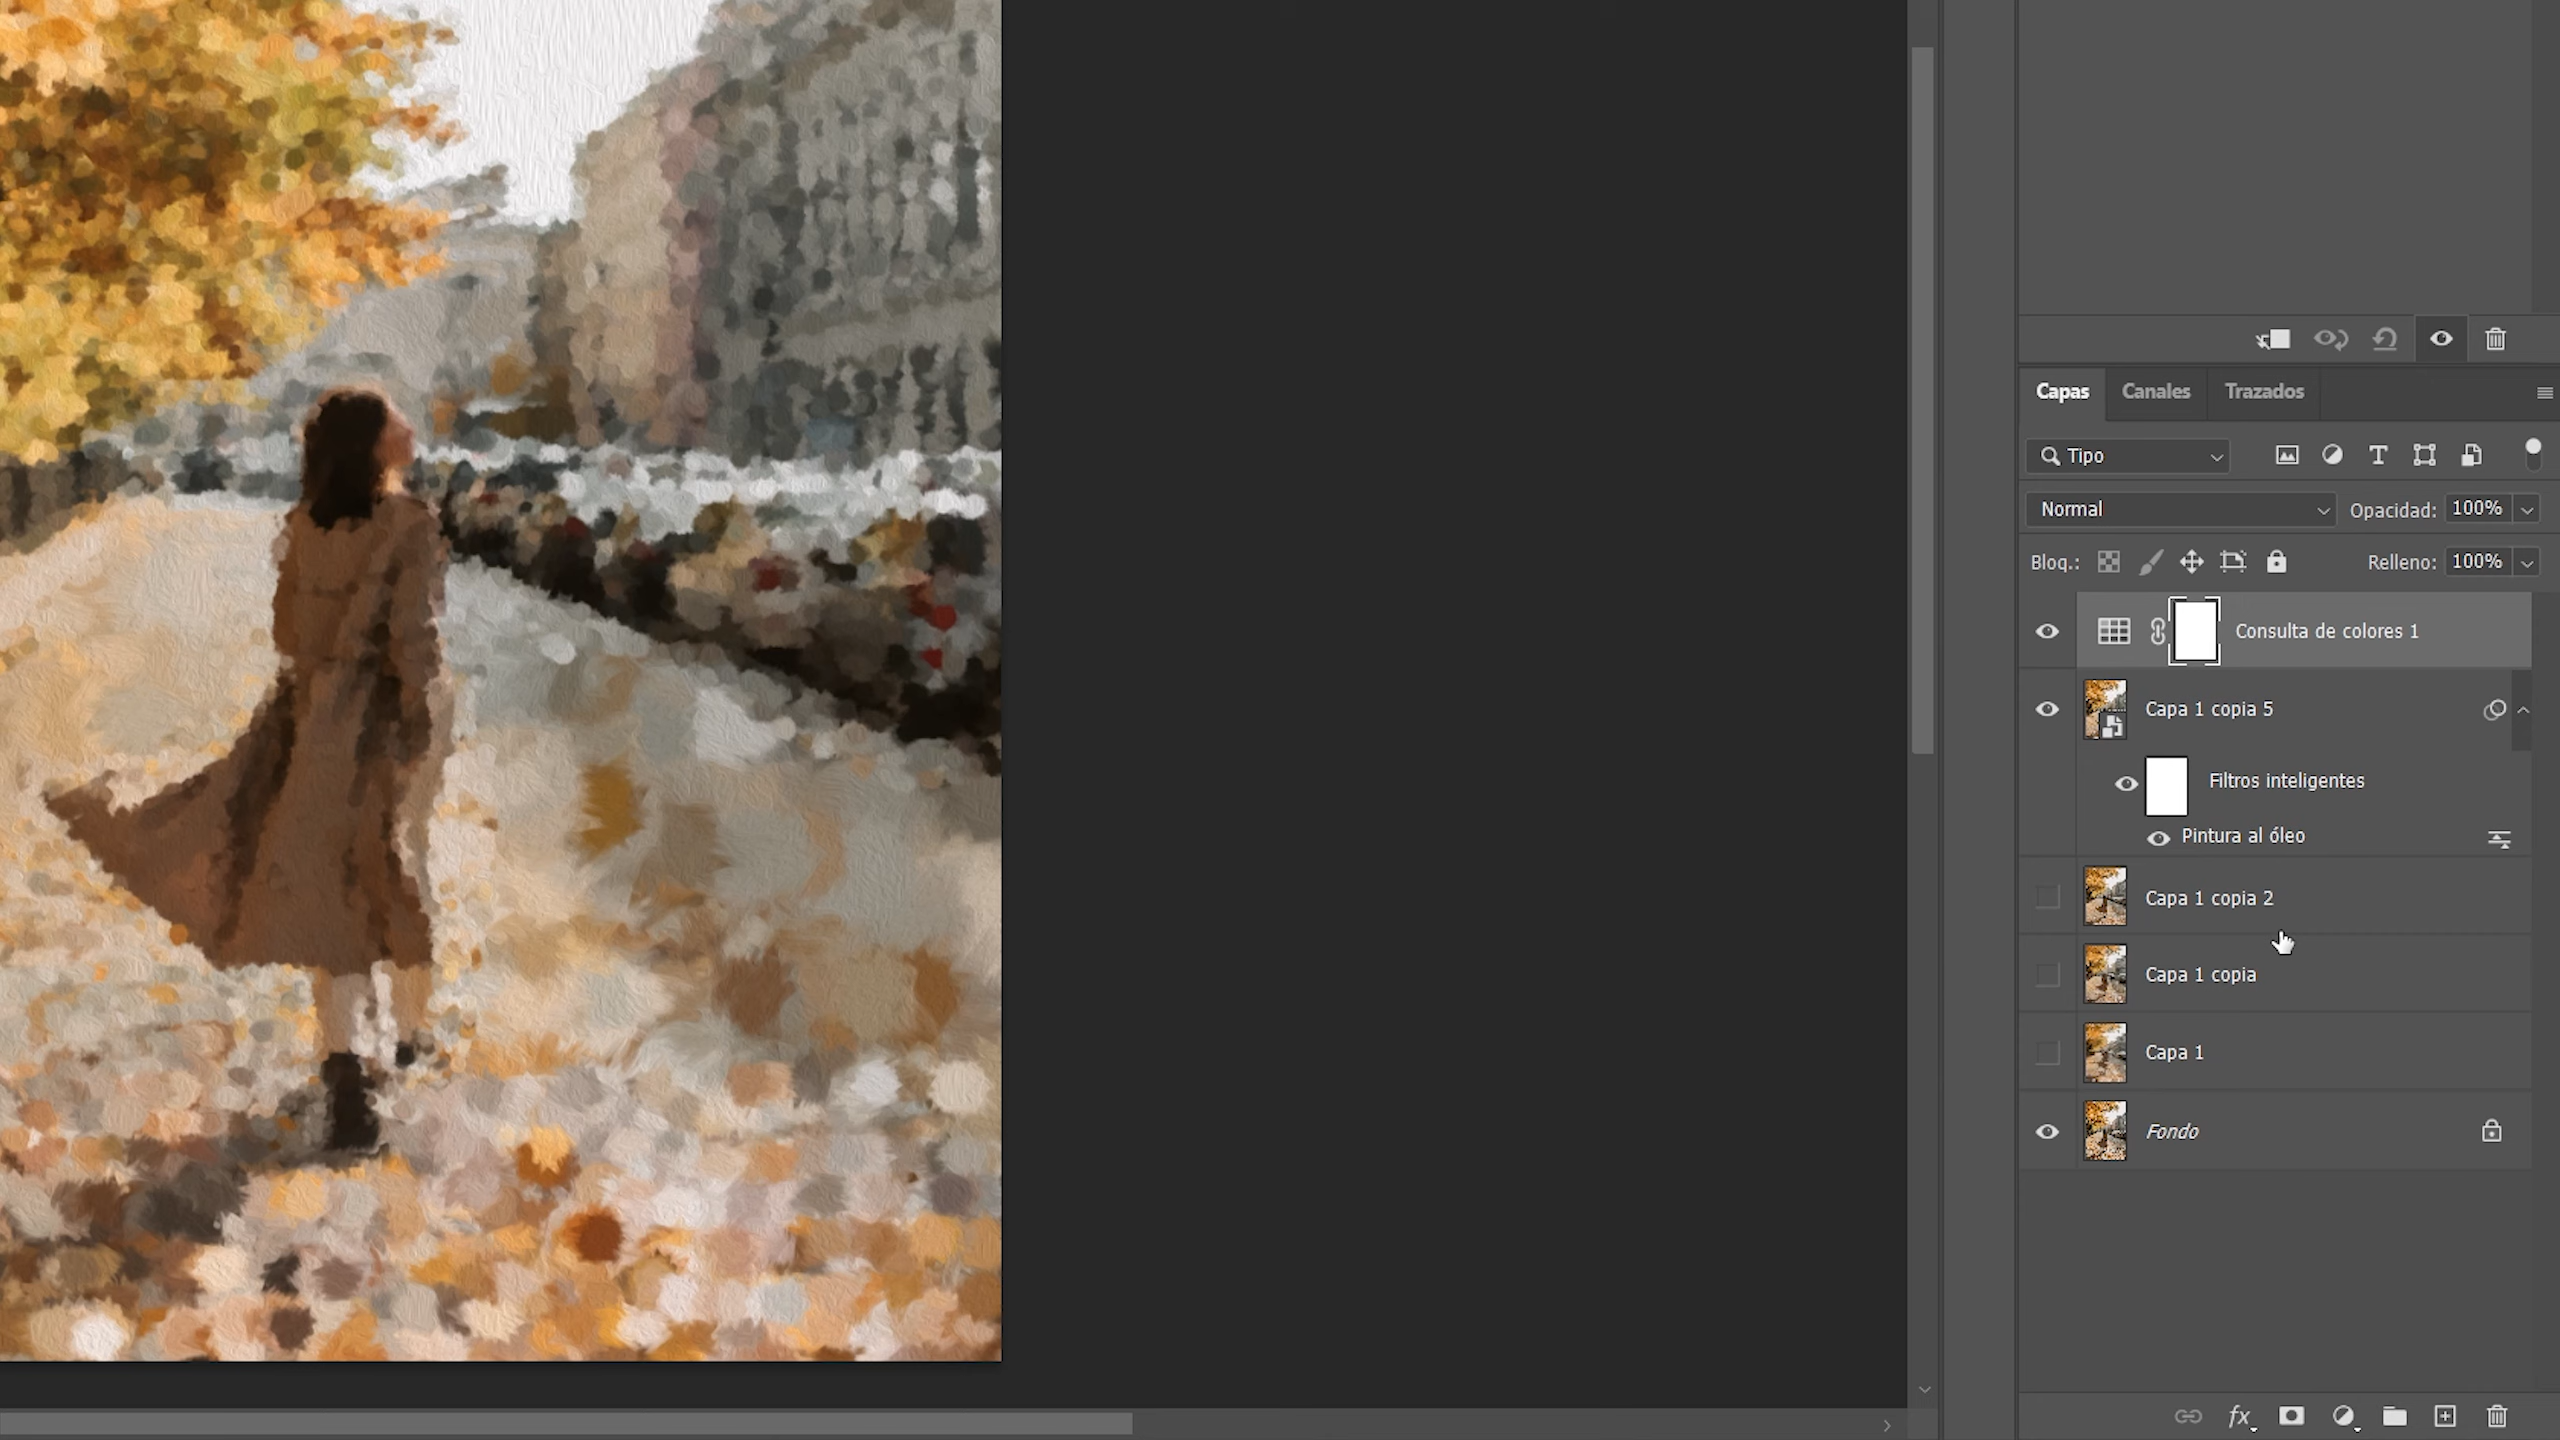 Capas Canales Trazados
Tipo
Normal Opacidad: 100%
Bloq.: Relleno: 100%
Consulta de colores 1
Capa 1 copia 5
Filtros inteligentes
Pintura al óleo
Capa 1 copia 2
Capa 1 copia
Capa 1
Fondo
fx